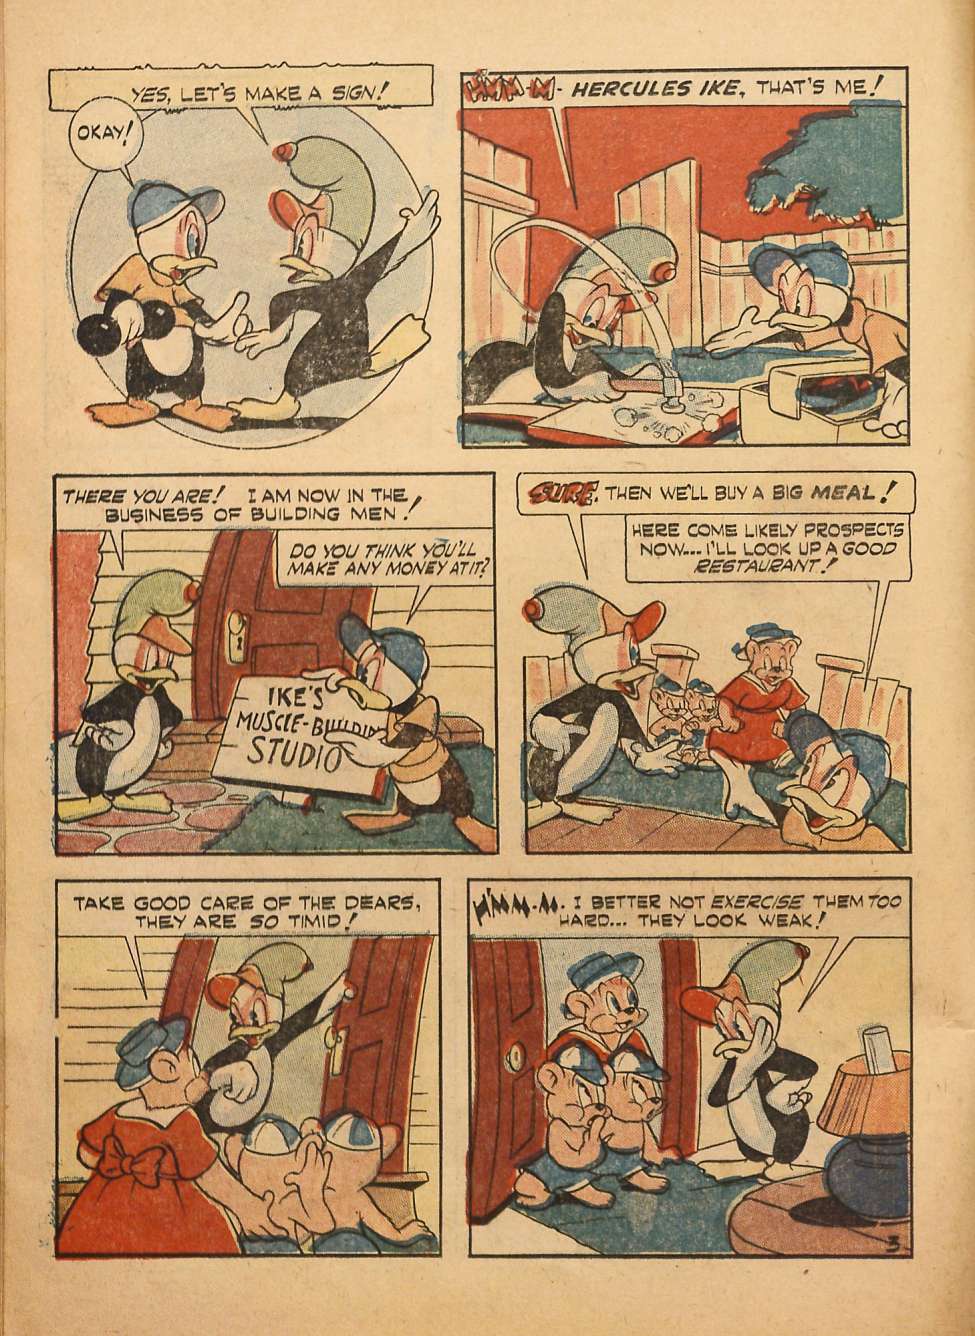 YES, LET'S MAKE A SIGN!
OKAY!
H'MM-M- HERCULES IKE, THAT'S ME!
THERE YOU ARE! I AM NOW IN THE
BUSINESS OF BUILDING MEN!
DO YOU THINK YOU'LL
MAKE ANY MONEY AT IT?
IKE'S
MUSCLE-BUILDING
STUDIO
SURE, THEN WE'LL BUY A BIG MEAL!
HERE COME LIKELY PROSPECTS
NOW... I'LL LOOK UP A GOOD
RESTAURANT!
TAKE GOOD CARE OF THE DEARS,
THEY ARE SO TIMID!
H'MM-M. I BETTER NOT EXERCISE THEM TOO
HARD... THEY LOOK WEAK!
3